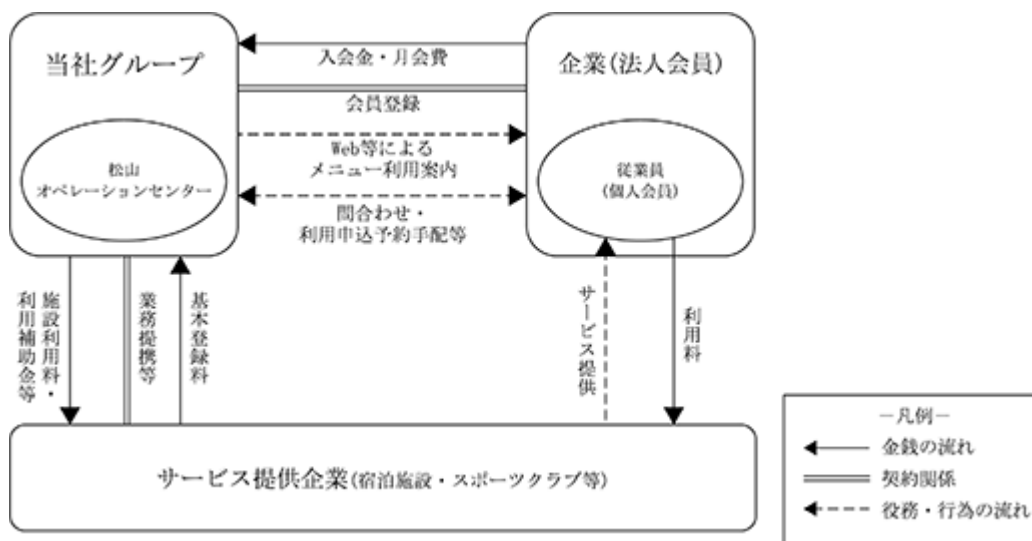 当社グループ
松山
オペレーションセンター
入会金・月会費
会員登録
Web等による
メニュー利用案内
問合わせ・
利用申込予約手配等
企業(法人会員)
従業員
(個人会員)
施設利用料・
利用補助金等
業務提携等
基本登録料
サービス提供
利用料
サービス提供企業(宿泊施設・スポーツクラブ等)
－凡例－
金銭の流れ
契約関係
役務・行為の流れ